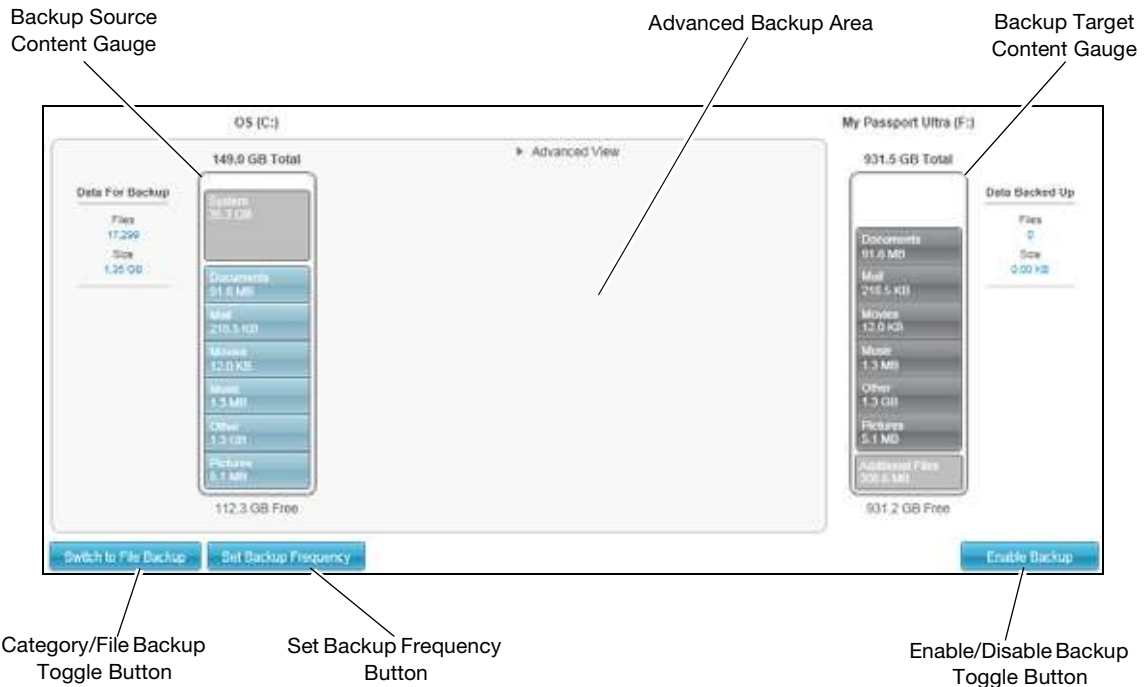 Backup Source
Content Gauge
Advanced Backup Area
Backup Target
Content Gauge
OS (C:)
My Passport Ultra (F:)
149.0 GB Total
Advanced View
931.5 GB Total
Data For Backup
Files
17,299
Size
1.35 GB
System
Documents
91.6 MB
Mail
218.5 KB
Movies
12.0 KB
Music
1.3 MB
Other
1.3 GB
Pictures
5.1 MB
112.3 GB Free
Documents
91.6 MB
Mail
218.5 KB
Movies
12.0 KB
Music
1.3 MB
Other
1.3 GB
Pictures
5.1 MB
Additional Files
931.2 GB Free
Data Backed Up
Files
0
Size
0.00 KB
Switch to File Backup
Set Backup Frequency
Enable Backup
Category/File Backup
Toggle Button
Set Backup Frequency
Button
Enable/Disable Backup
Toggle Button